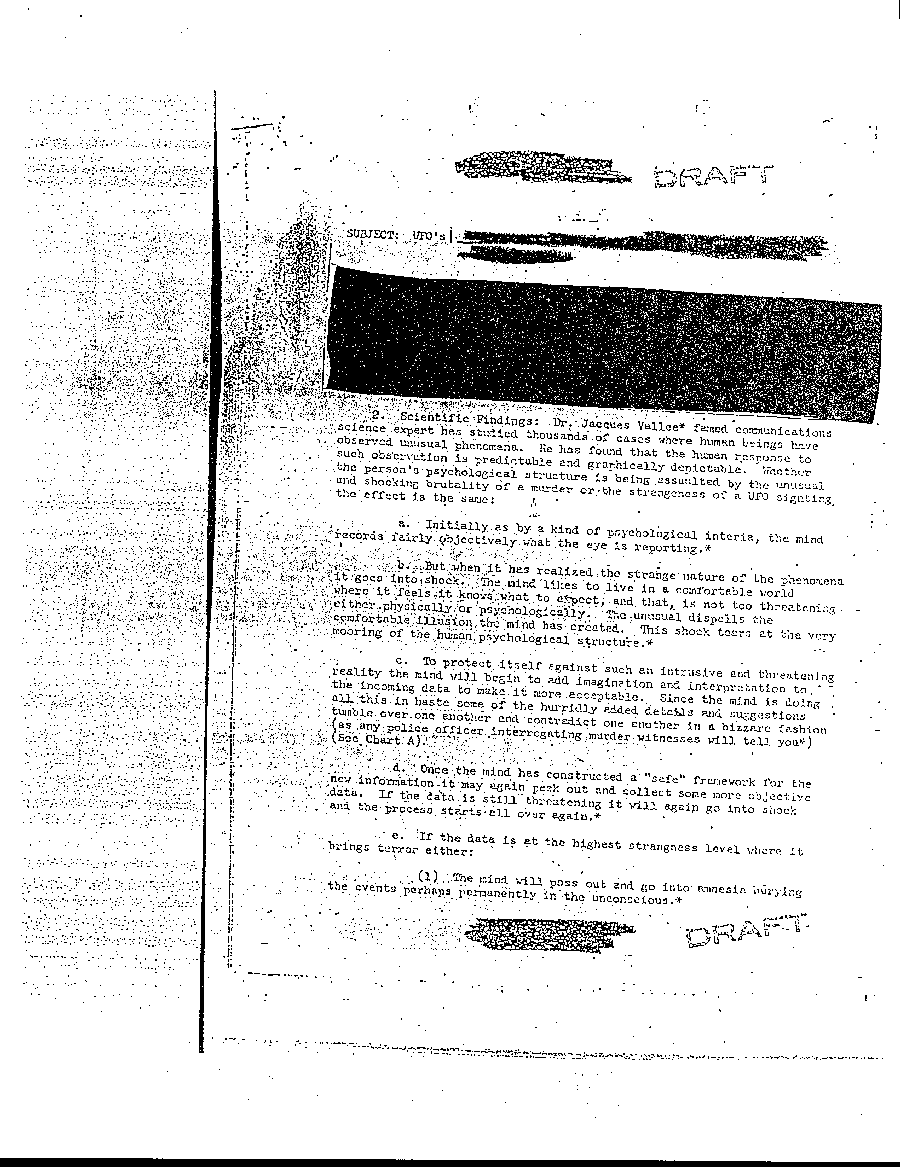 DRAFT
SUBJECT: UFO's
2. Scientific Findings: Dr. Jacques Vallee* famed communications
science expert has studied thousands of cases where human beings have
observed unusual phenomena. He has found that the human response to
such observation is predictable and graphically depictable. Whether
the person's psychological structure is being assaulted by the unusual
and shocking brutality of a murder or the strangeness of a UFO sighting,
the effect is the same:
a. Initially as by a kind of psychological interia, the mind
records fairly objectively what the eye is reporting.*
b. But when it has realized the strange nature of the phenomena
it goes into shock. The mind likes to live in a comfortable world
where it feels it knows what to expect, and that, is not too threatening
either physically or psychologically. The unusual dispells the
comfortable illusion the mind has created. This shock tears at the very
mooring of the human psychological structure.*
c. To protect itself against such an intrusive and threatening
reality the mind will begin to add imagination and interpretation to
the incoming data to make it more acceptable. Since the mind is doing
all this in haste some of the hurridly added details and suggestions
tumble over one another and contradict one another in a bizzare fashion
(as any police officer interrogating murder witnesses will tell you*)
(See Chart A).
d. Once the mind has constructed a "safe" framework for the
new information it may again peek out and collect some more objective
data. If the data is still threatening it will again go into shock
and the process starts all over again.*
e. If the data is at the highest strangeness level where it
brings terror either:
(1) The mind will pass out and go into amnesia burying
the events perhaps permanently in the unconscious.*
DRAFT